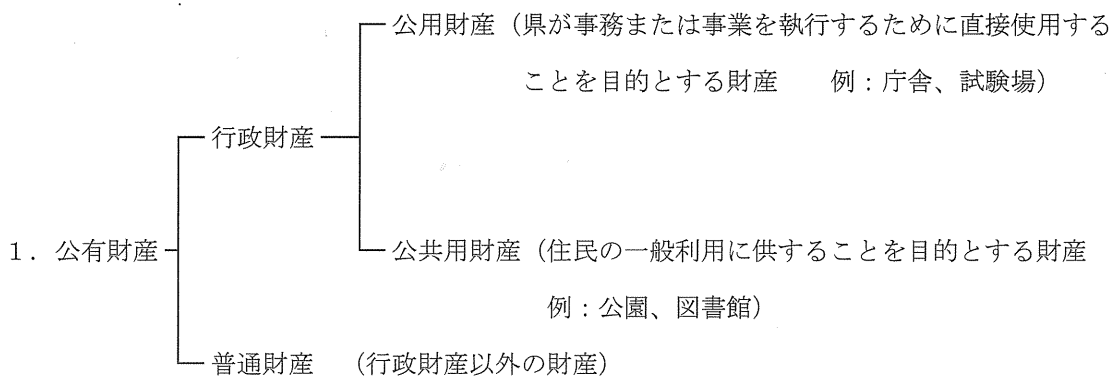 公用財産（県が事務または事業を執行するために直接使用する
ことを目的とする財産　例：庁舎、試験場）
行政財産
1．公有財産
公共用財産（住民の一般利用に供することを目的とする財産
例：公園、図書館）
普通財産　（行政財産以外の財産）